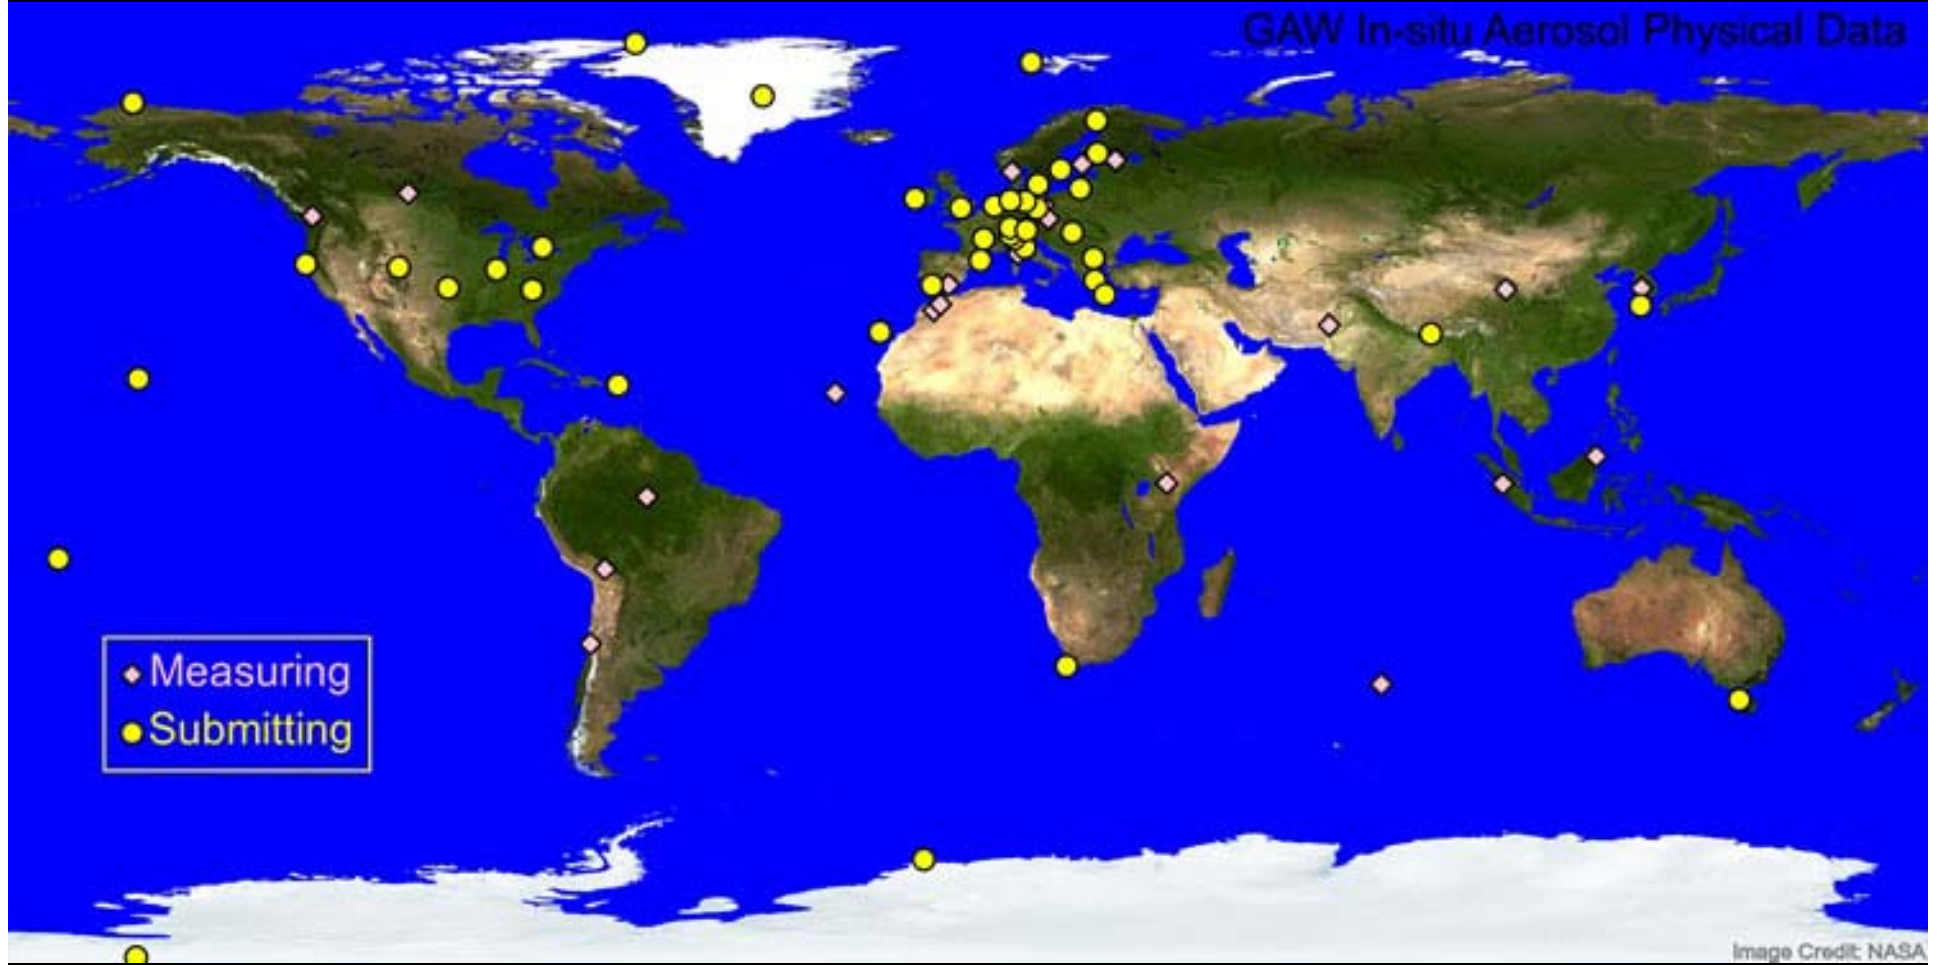 GAW In-situ Aerosol Physical Data
Measuring
Submitting
Image Credit: NASA